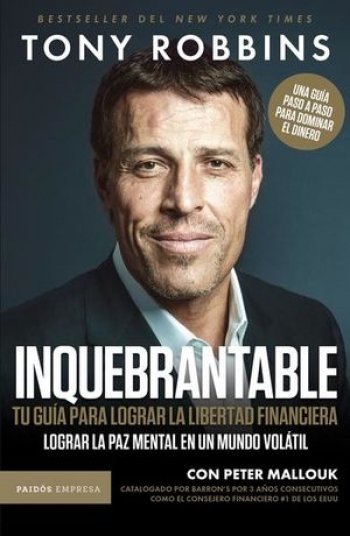 BESTSELLER DEL NEW YORK TIMES
TONY ROBBINS
UNA GUÍA
PASO A PASO
PARA DOMINAR
EL DINERO
INQUEBRANTABLE
TU GUÍA PARA LOGRAR LA LIBERTAD FINANCIERA
LOGRAR LA PAZ MENTAL EN UN MUNDO VOLÁTIL
CON PETER MALLOUK
PAIDÓS EMPRESA
CATALOGADO POR BARRON'S POR 3 AÑOS CONSECUTIVOS
COMO EL CONSEJERO FINANCIERO #1 DE LOS EEUU